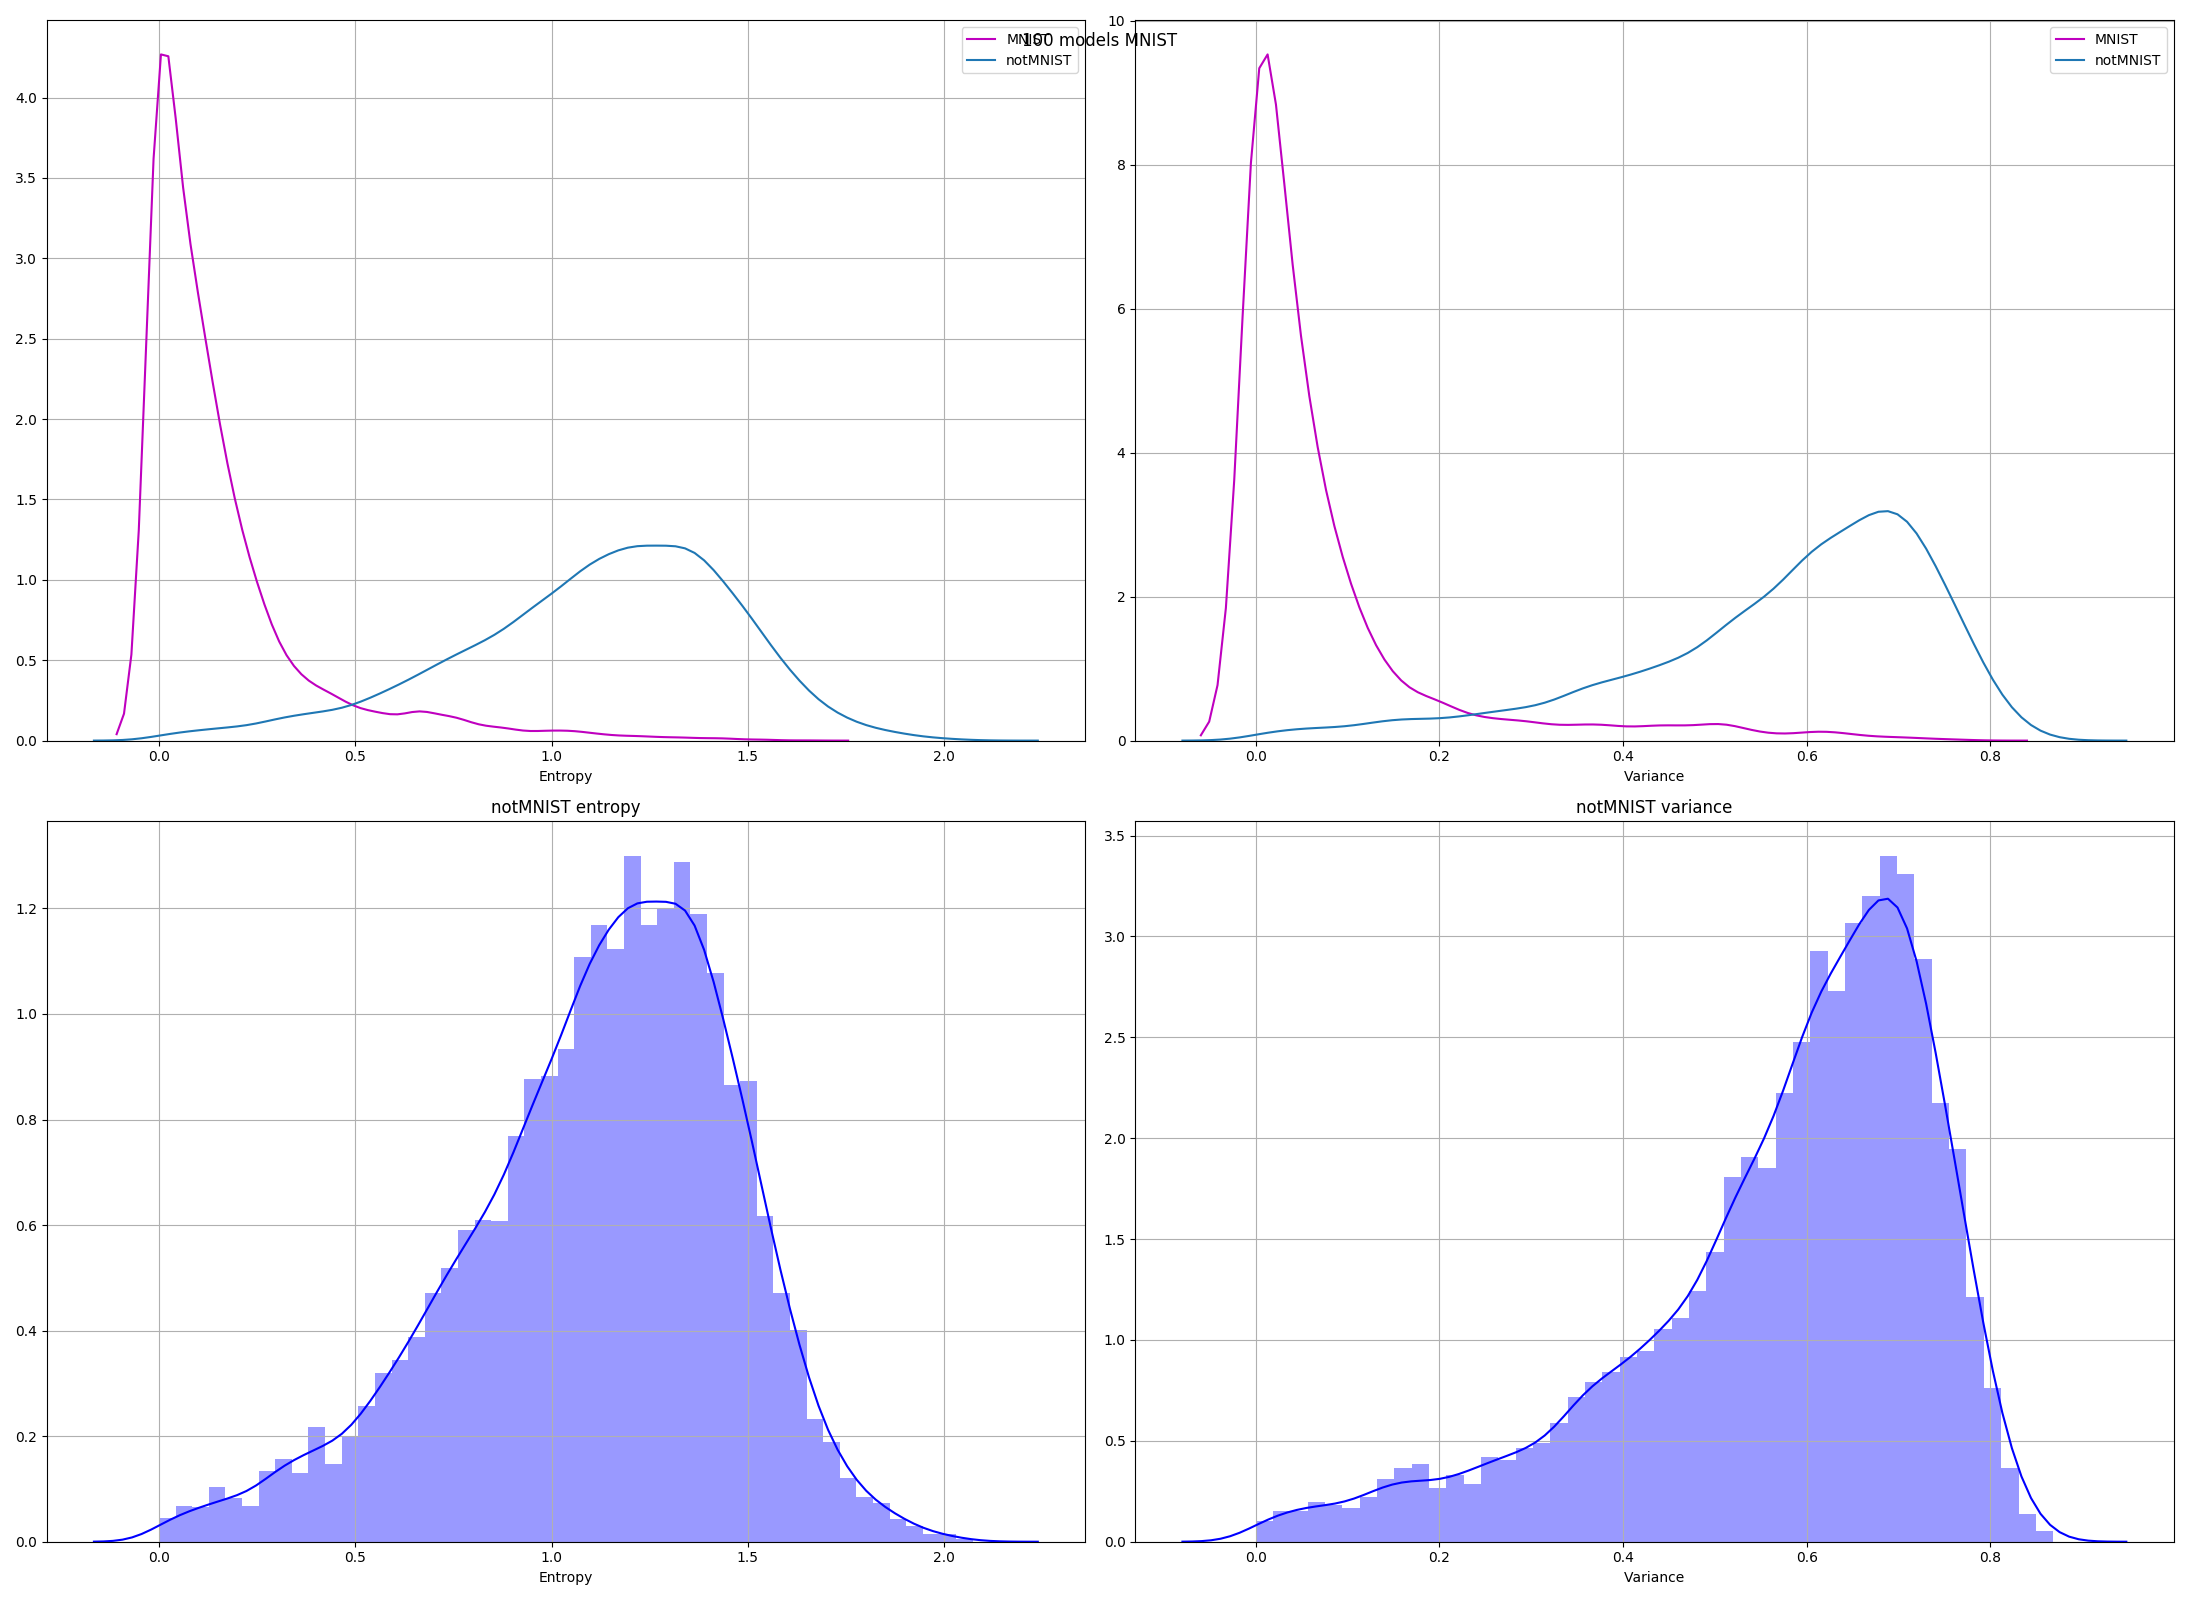 100 models MNIST
MNIST
notMNIST
4.0
3.5
3.0
2.5
2.0
1.5
1.0
0.5
0.0
0.0 0.5 1.0 1.5 2.0
Entropy
MNIST
notMNIST
10
8
6
4
2
0
0.0 0.2 0.4 0.6 0.8
Variance
notMNIST entropy
1.2
1.0
0.8
0.6
0.4
0.2
0.0
0.0 0.5 1.0 1.5 2.0
Entropy
notMNIST variance
3.5
3.0
2.5
2.0
1.5
1.0
0.5
0.0
0.0 0.2 0.4 0.6 0.8
Variance